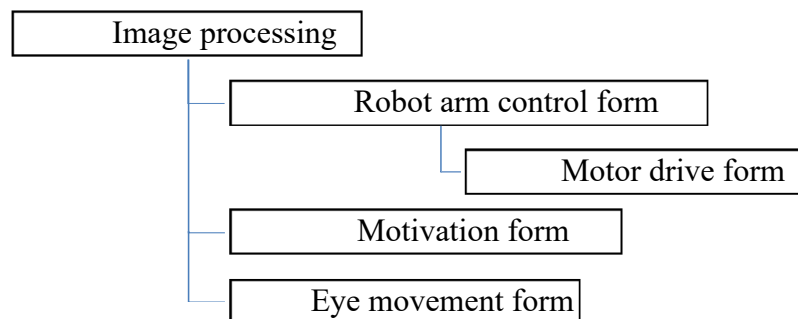 Image processing
Robot arm control form
Motor drive form
Motivation form
Eye movement form